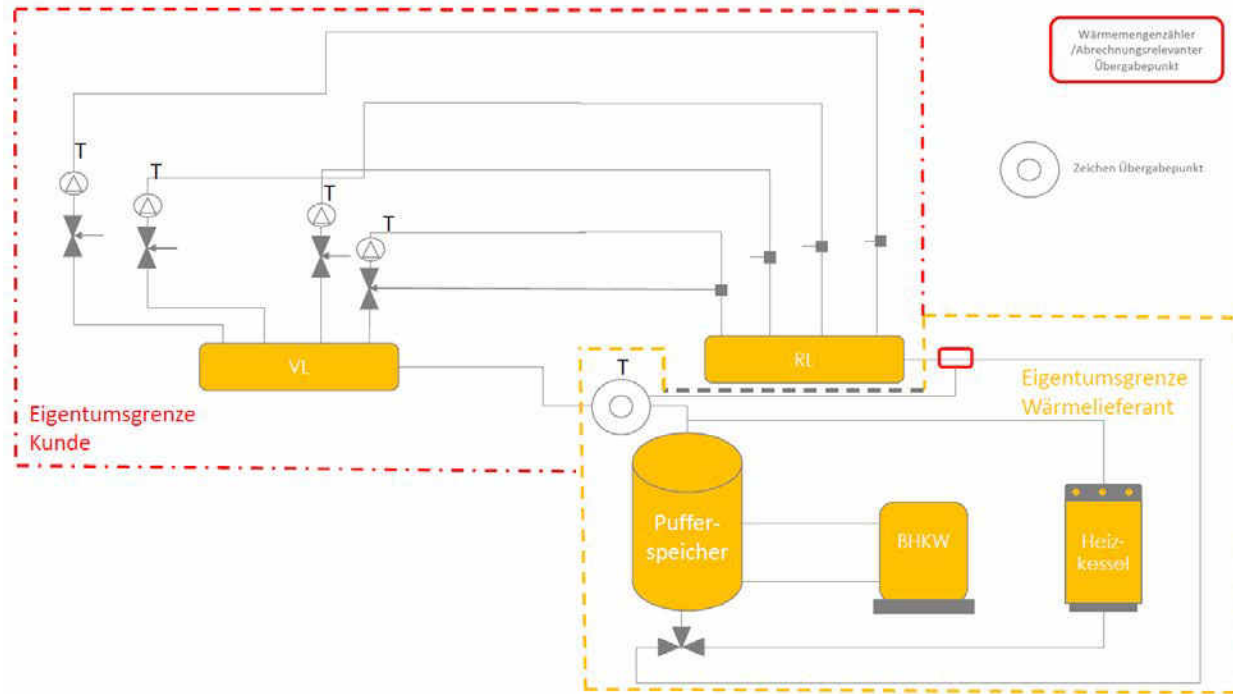 Wärmemengenzähler
/Abrechnungsrelevanter
Übergabepunkt
T
T
Zeichen Übergabepunkt
T
T
VL
RL
T
Eigentumsgrenze
Kunde
Eigentumsgrenze
Wärmelieferant
Puffer-
speicher
BHKW
Heiz-
kessel